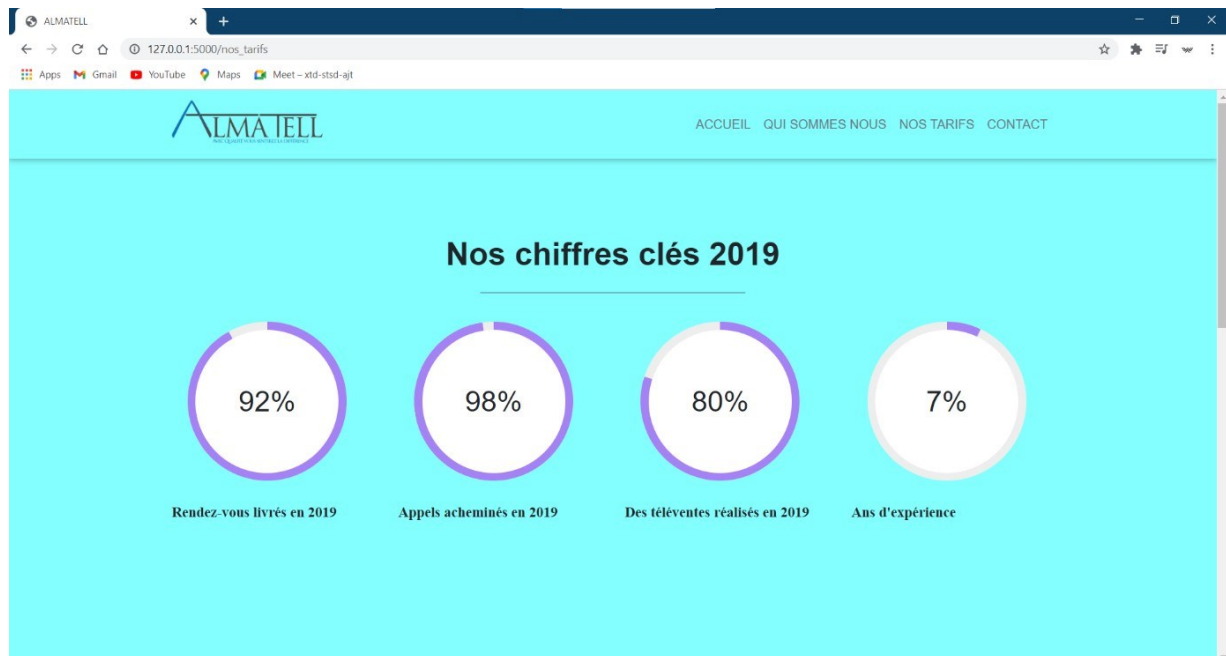 ALMATELL
127.0.0.1:5000/nos_tarifs
Apps Gmail YouTube Maps Meet – xtd-stsd-ajt
ALMATELL
ACCUEIL QUI SOMMES NOUS NOS TARIFS CONTACT
Nos chiffres clés 2019
92% 98% 80% 7%
Rendez-vous livrés en 2019 Appels acheminés en 2019 Des téléventes réalisés en 2019 Ans d'expérience